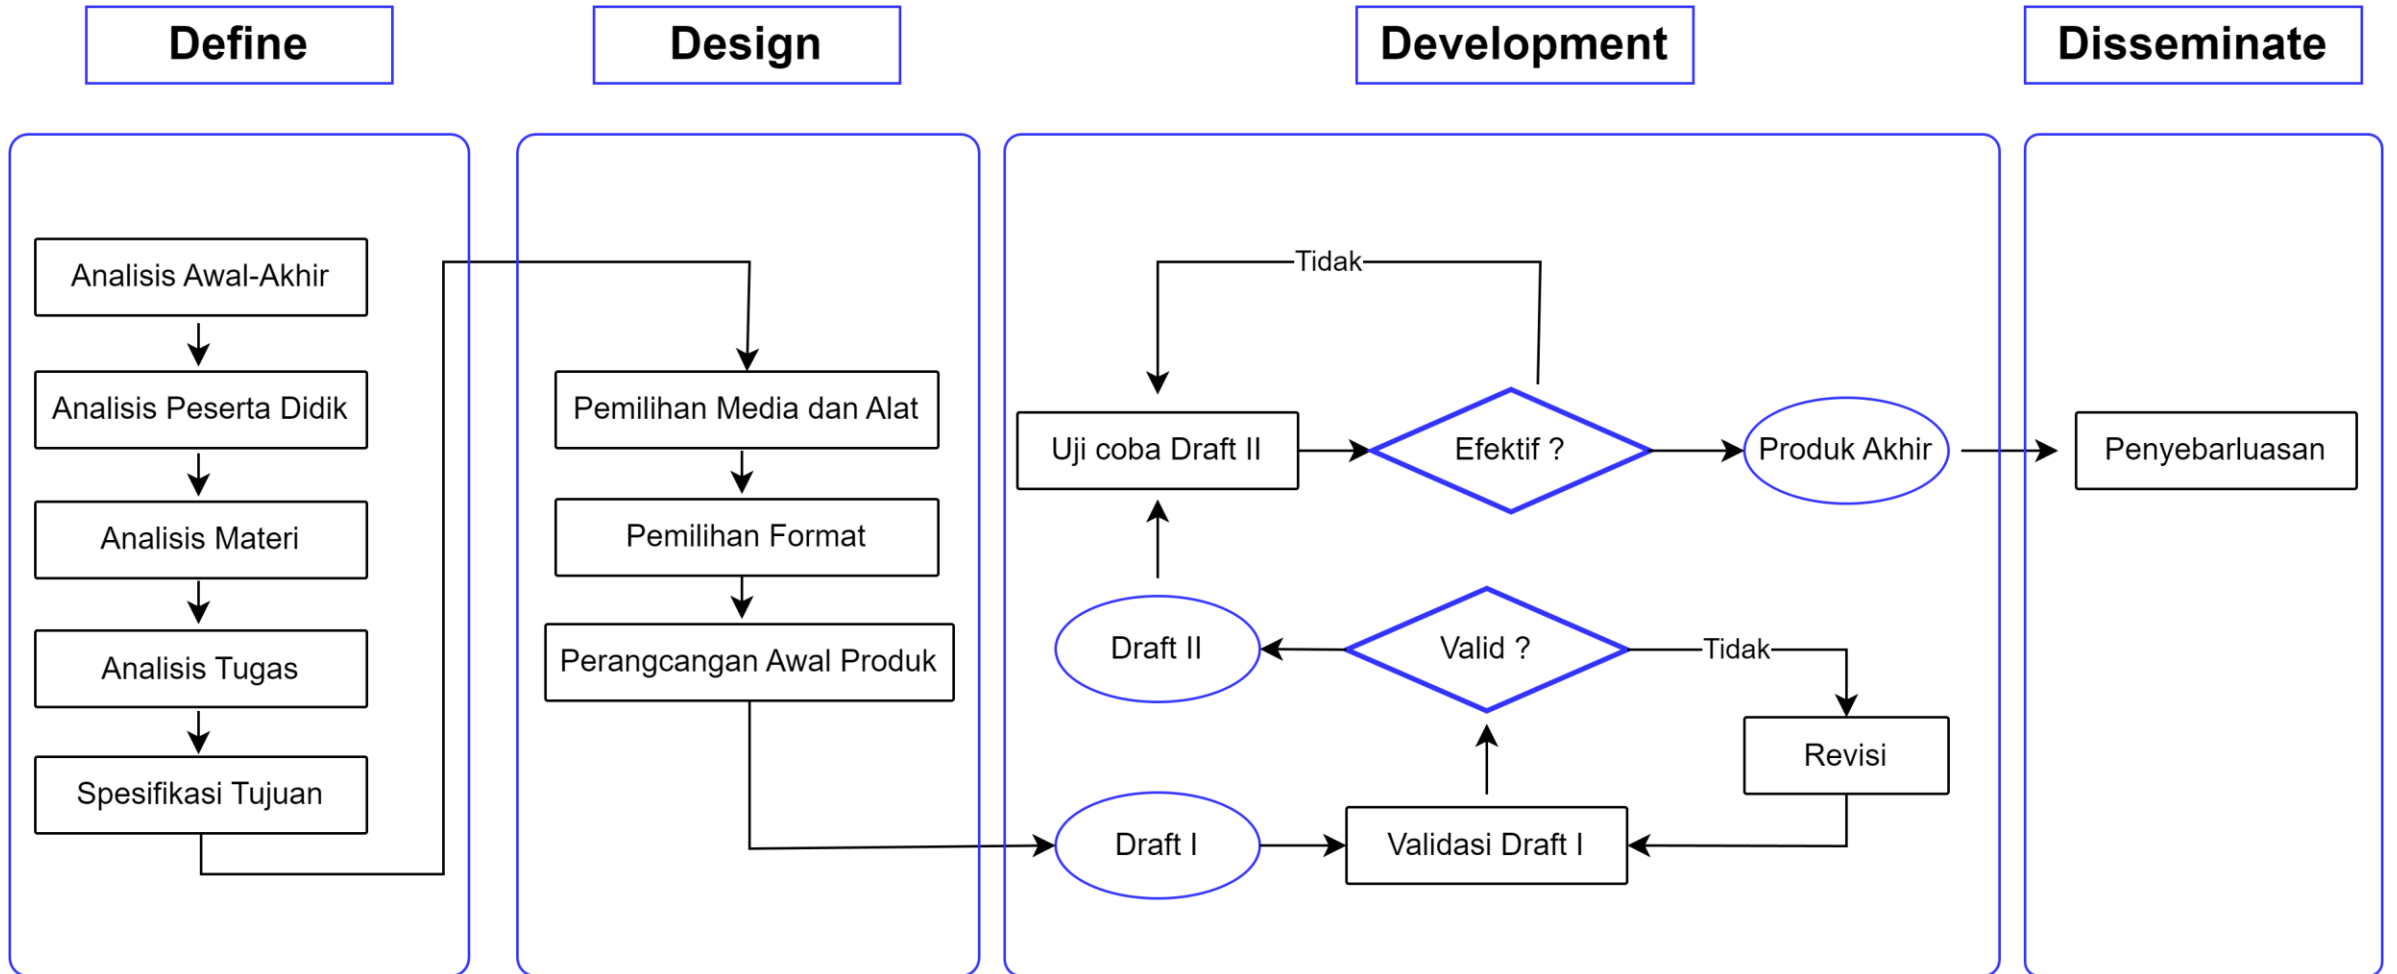 Define
Design
Development
Disseminate
Analisis Awal-Akhir
Analisis Peserta Didik
Analisis Materi
Analisis Tugas
Spesifikasi Tujuan
Pemilihan Media dan Alat
Pemilihan Format
Perangcangan Awal Produk
Tidak
Uji coba Draft II
Efektif ?
Produk Akhir
Draft II
Valid ?
Tidak
Revisi
Draft I
Validasi Draft I
Penyebarluasan